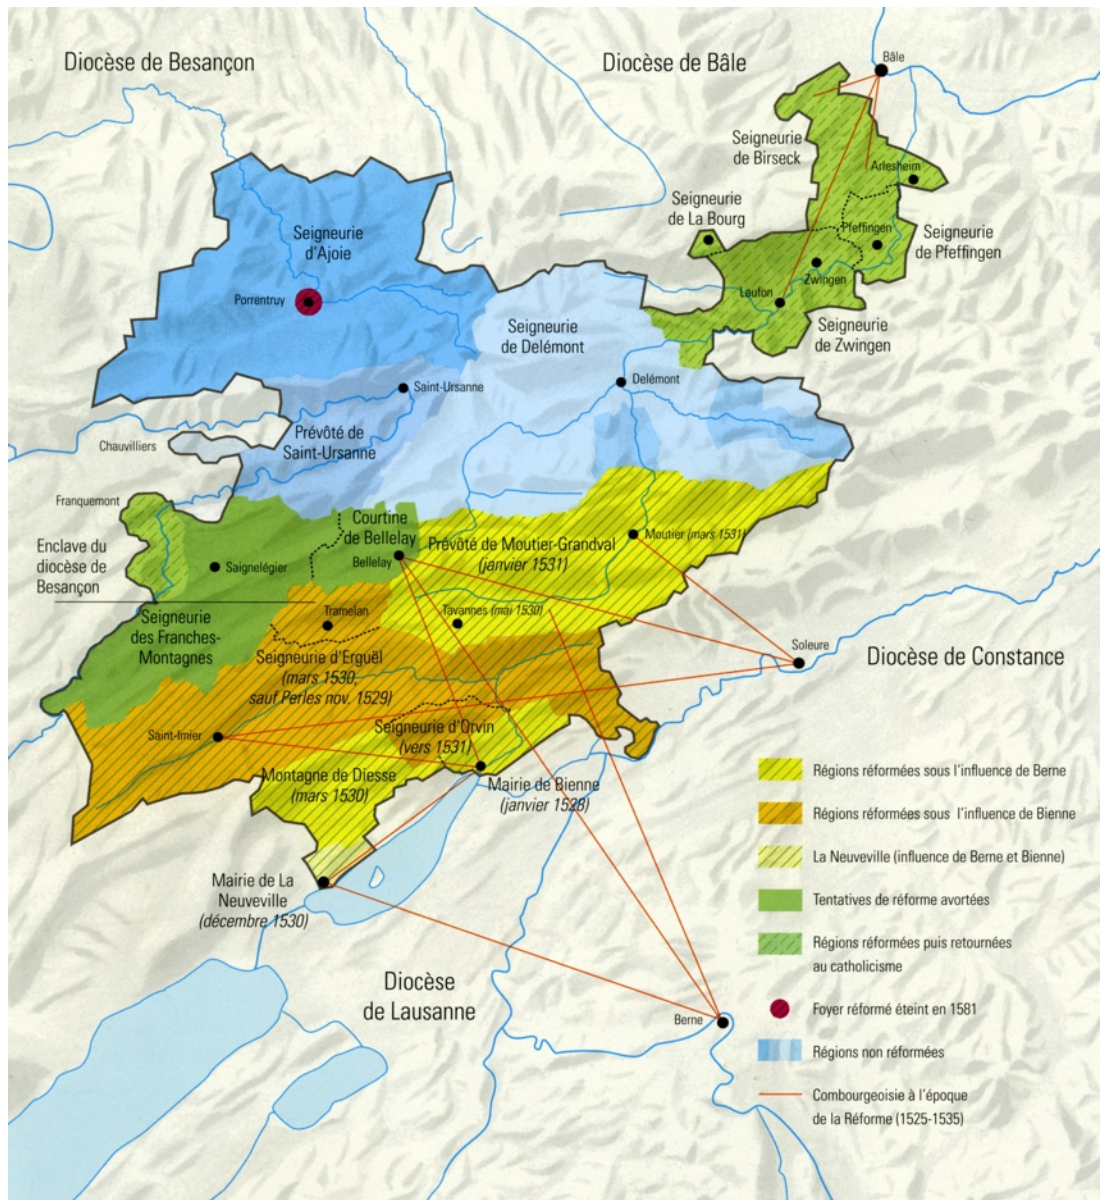 Diocèse de Besançon
Diocèse de Bâle
Bâle
Seigneurie
de Birseck
Arlesheim
Seigneurie
de La Bourg
Pfeffingen
Seigneurie
de Pfeffingen
Zwingen
Laufon
Seigneurie
de Zwingen
Seigneurie
d'Ajoie
Porrentruy
Seigneurie
de Delémont
Delémont
Saint-Ursanne
Prévôté de
Saint-Ursanne
Chauvilliers
Franquemont
Enclave du
diocèse de
Besançon
Courtine
de Bellelay
Bellelay
Saignelégier
Prévôté de Moutier-Grandval
(janvier 1531)
Moutier (mars 1531)
Tramelan
Tavannes (mai 1530)
Seigneurie
des Franches-
Montagnes
Seigneurie d'Erguël
(mars 1530,
sauf Perles nov. 1529)
Soleure
Diocèse de Constance
Saint-Imier
Seigneurie d'Orvin
(vers 1531)
Montagne de Diesse
(mars 1530)
Mairie de Bienne
(janvier 1528)
Mairie de La
Neuveville
(décembre 1530)
Diocèse
de Lausanne
Berne
Régions réformées sous l'influence de Berne
Régions réformées sous l'influence de Bienne
La Neuveville (influence de Berne et Bienne)
Tentatives de réforme avortées
Régions réformées puis retournées
au catholicisme
Foyer réformé éteint en 1581
Régions non réformées
Combourgeoisie à l'époque
de la Réforme (1525-1535)